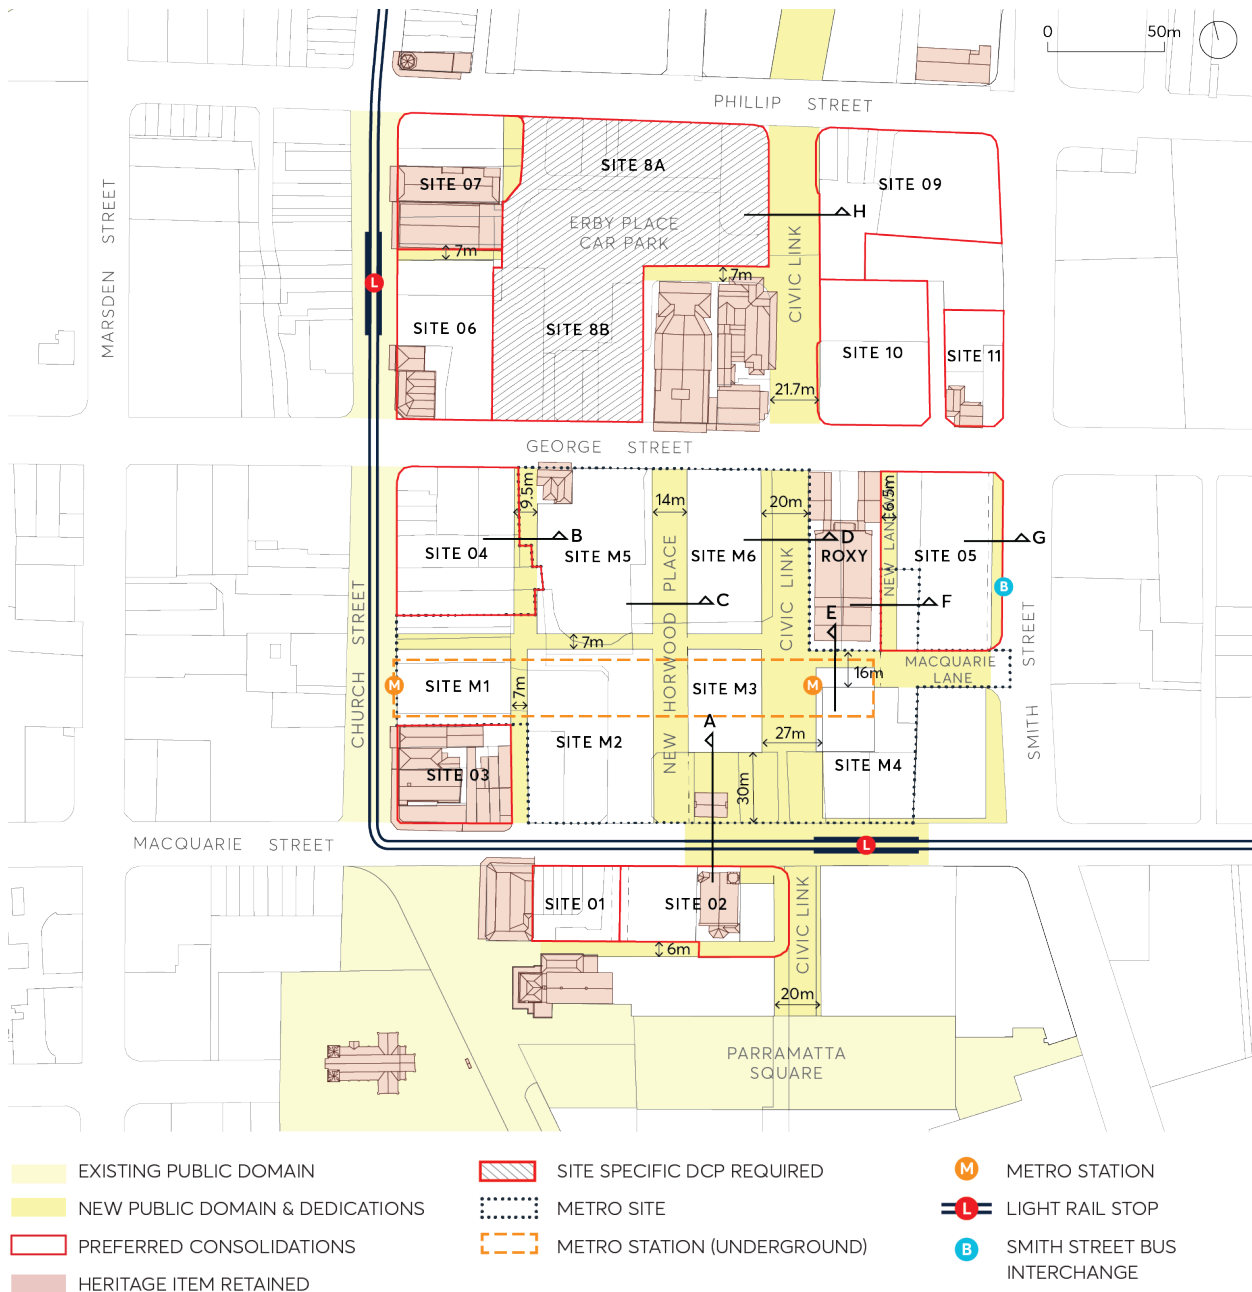 0 50m
PHILLIP STREET
MARSDEN STREET
SITE 07
SITE 8A
SITE 09
ERBY PLACE
CAR PARK
H
7m
7m
CIVIC LINK
L
SITE 06
SITE 8B
SITE 10
SITE 11
21.7m
GEORGE STREET
9.5m
14m
20m
6.5m
B
D
G
SITE 04
SITE M5
SITE M6
ROXY
SITE 05
NEW LANE
B
C
F
E
CHURCH STREET
NEW HORWOOD PLACE
CIVIC LINK
SMITH STREET
7m
MACQUARIE
LANE
16m
M
SITE M1
7m
SITE M3
M
A
SITE M2
27m
SITE M4
SITE 03
30m
MACQUARIE STREET
L
SITE 01
SITE 02
CIVIC LINK
6m
20m
PARRAMATTA
SQUARE
EXISTING PUBLIC DOMAIN
NEW PUBLIC DOMAIN & DEDICATIONS
PREFERRED CONSOLIDATIONS
HERITAGE ITEM RETAINED
SITE SPECIFIC DCP REQUIRED
METRO SITE
METRO STATION (UNDERGROUND)
M METRO STATION
L LIGHT RAIL STOP
B SMITH STREET BUS
INTERCHANGE